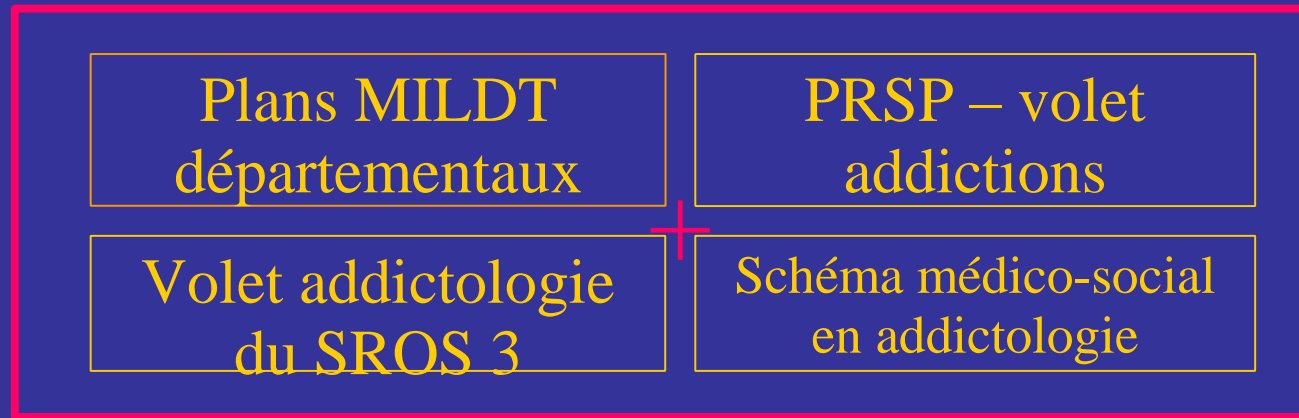 Plans MILDT
départementaux
PRSP – volet
addictions
+
Volet addictologie
du SROS 3
Schéma médico-social
en addictologie